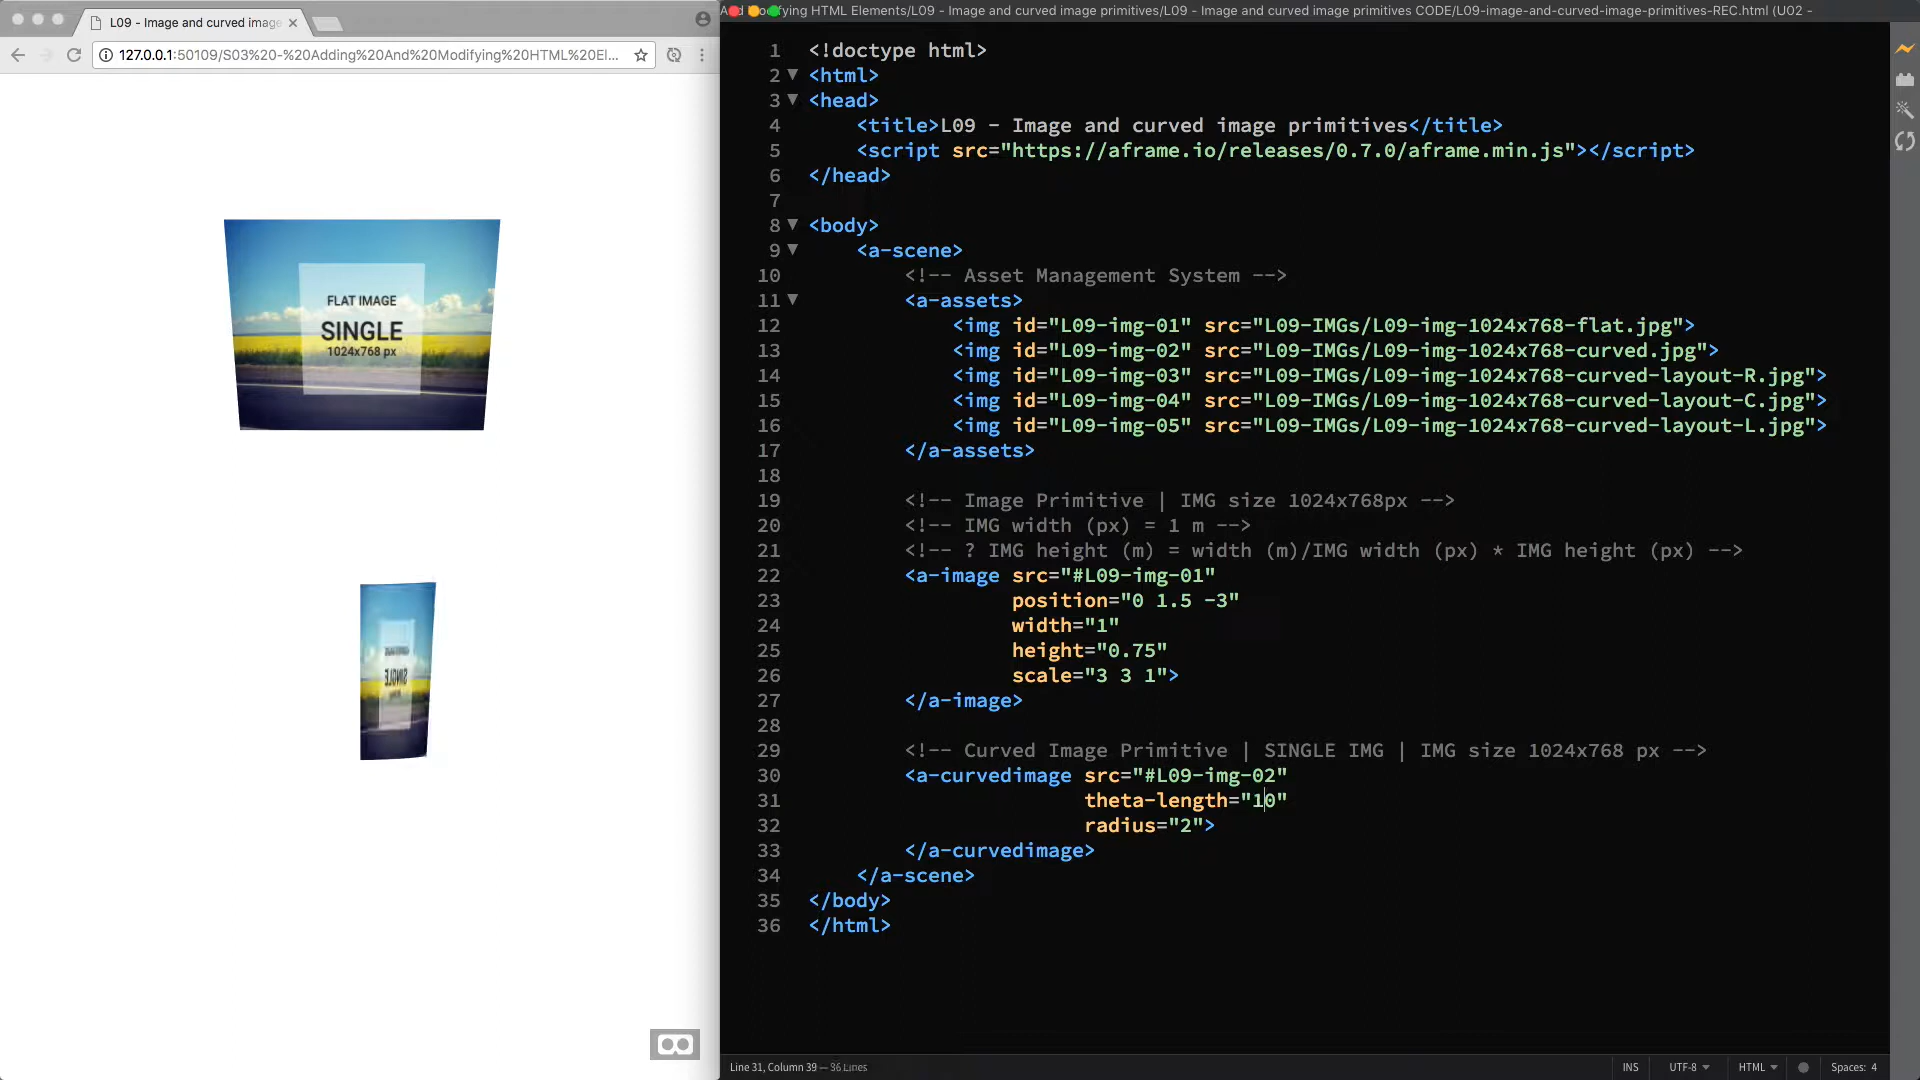 L09 - Image and curved image
127.0.0.1:50109/S03%20-%20Adding%20And%20Modifying%20HTML%20El...
FLAT IMAGE
SINGLE
1024x768 px
SINGLE
fying HTML Elements/L09 - Image and curved image primitives/L09 - Image and curved image primitives CODE/L09-image-and-curved-image-primitives-REC.html (U02 -
1 <!doctype html>
2 <html>
3 <head>
4 <title>L09 - Image and curved image primitives</title>
5 <script src="https://aframe.io/releases/0.7.0/aframe.min.js"></script>
6 </head>
7
8 <body>
9 <a-scene>
10 <!-- Asset Management System -->
11 <a-assets>
12 <img id="L09-img-01" src="L09-IMGs/L09-img-1024x768-flat.jpg">
13 <img id="L09-img-02" src="L09-IMGs/L09-img-1024x768-curved.jpg">
14 <img id="L09-img-03" src="L09-IMGs/L09-img-1024x768-curved-layout-R.jpg">
15 <img id="L09-img-04" src="L09-IMGs/L09-img-1024x768-curved-layout-C.jpg">
16 <img id="L09-img-05" src="L09-IMGs/L09-img-1024x768-curved-layout-L.jpg">
17 </a-assets>
18
19 <!-- Image Primitive | IMG size 1024x768px -->
20 <!-- IMG width (px) = 1 m -->
21 <!-- ? IMG height (m) = width (m)/IMG width (px) * IMG height (px) -->
22 <a-image src="#L09-img-01"
23 position="0 1.5 -3"
24 width="1"
25 height="0.75"
26 scale="3 3 1">
27 </a-image>
28
29 <!-- Curved Image Primitive | SINGLE IMG | IMG size 1024x768 px -->
30 <a-curvedimage src="#L09-img-02"
31 theta-length="10"
32 radius="2">
33 </a-curvedimage>
34 </a-scene>
35 </body>
36 </html>
Line 31, Column 39 — 36 Lines
INS
UTF-8
HTML
Spaces: 4